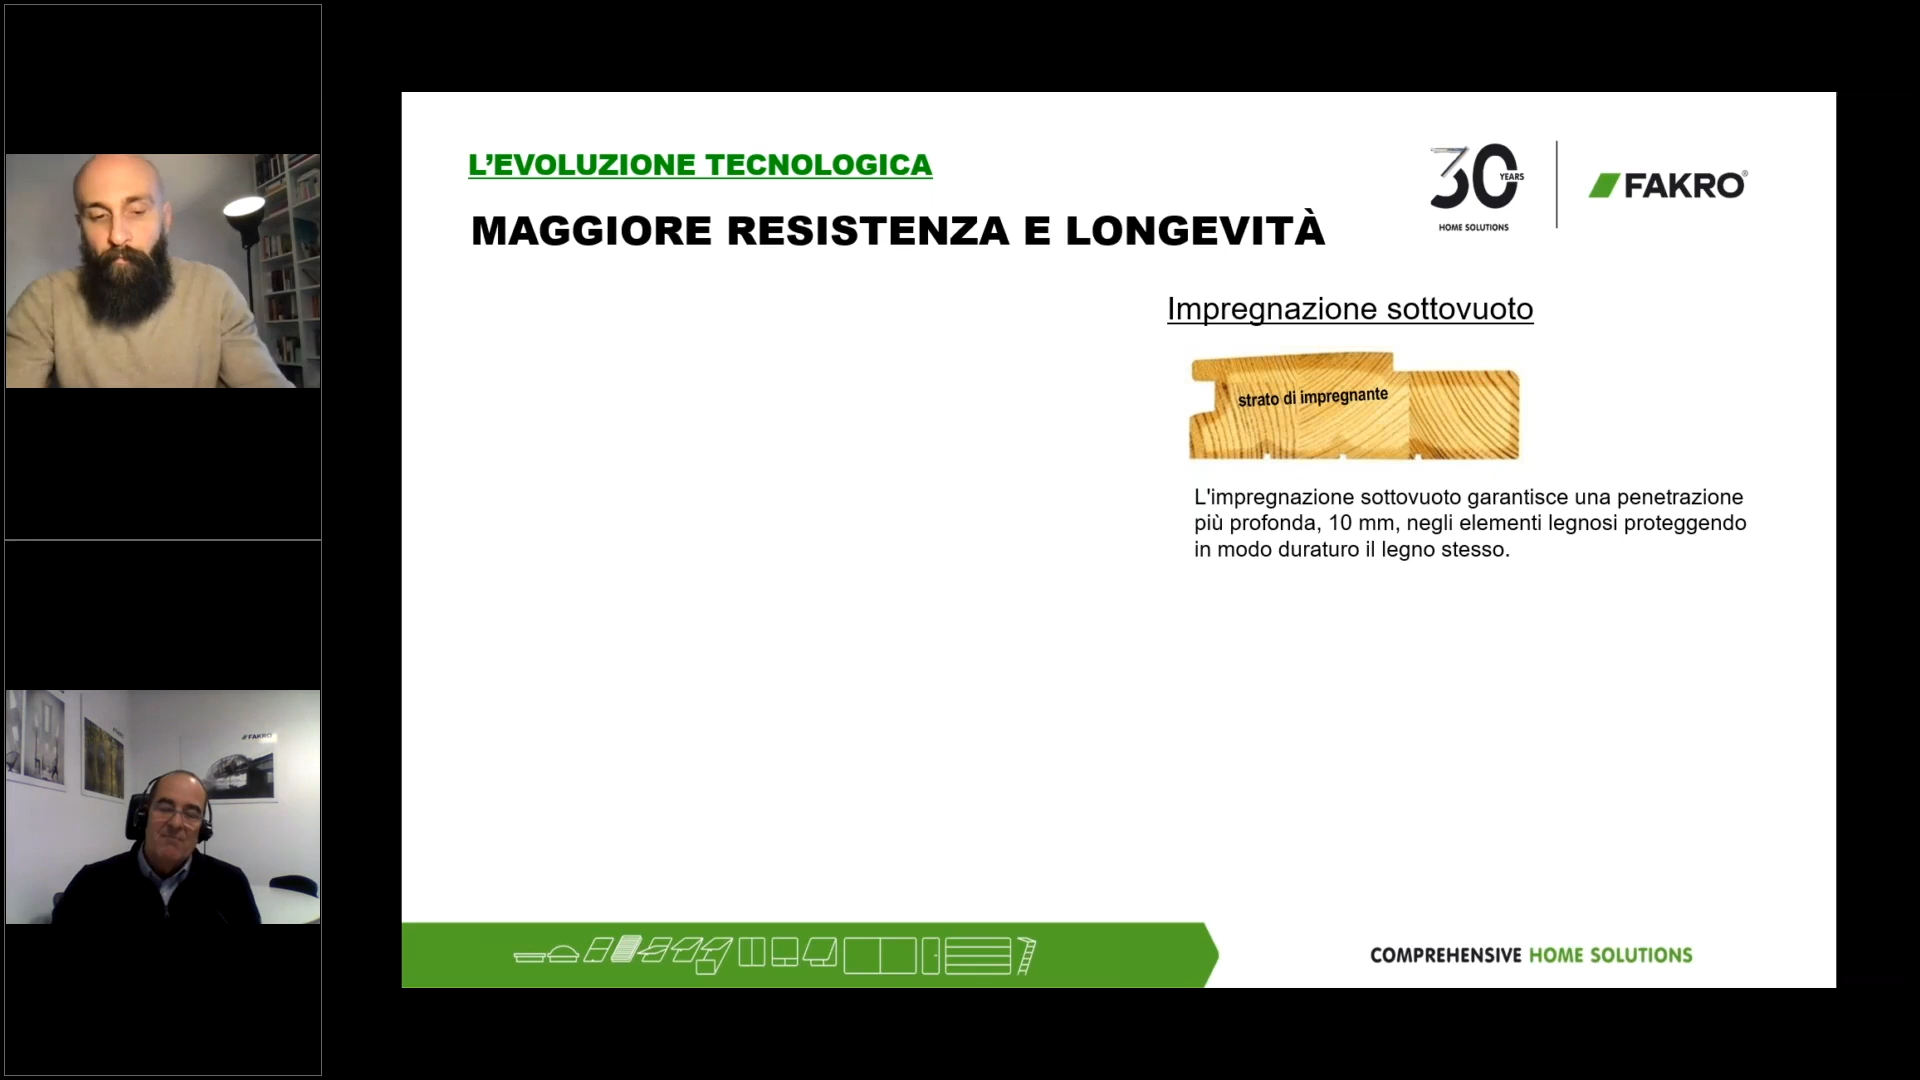 L'EVOLUZIONE TECNOLOGICA
MAGGIORE RESISTENZA E LONGEVITÀ
30
YEARS
HOME SOLUTIONS
FAKRO®
Impregnazione sottovuoto
strato di impregnante
L'impregnazione sottovuoto garantisce una penetrazione
più profonda, 10 mm, negli elementi legnosi proteggendo
in modo duraturo il legno stesso.
FAKRO
COMPREHENSIVE HOME SOLUTIONS